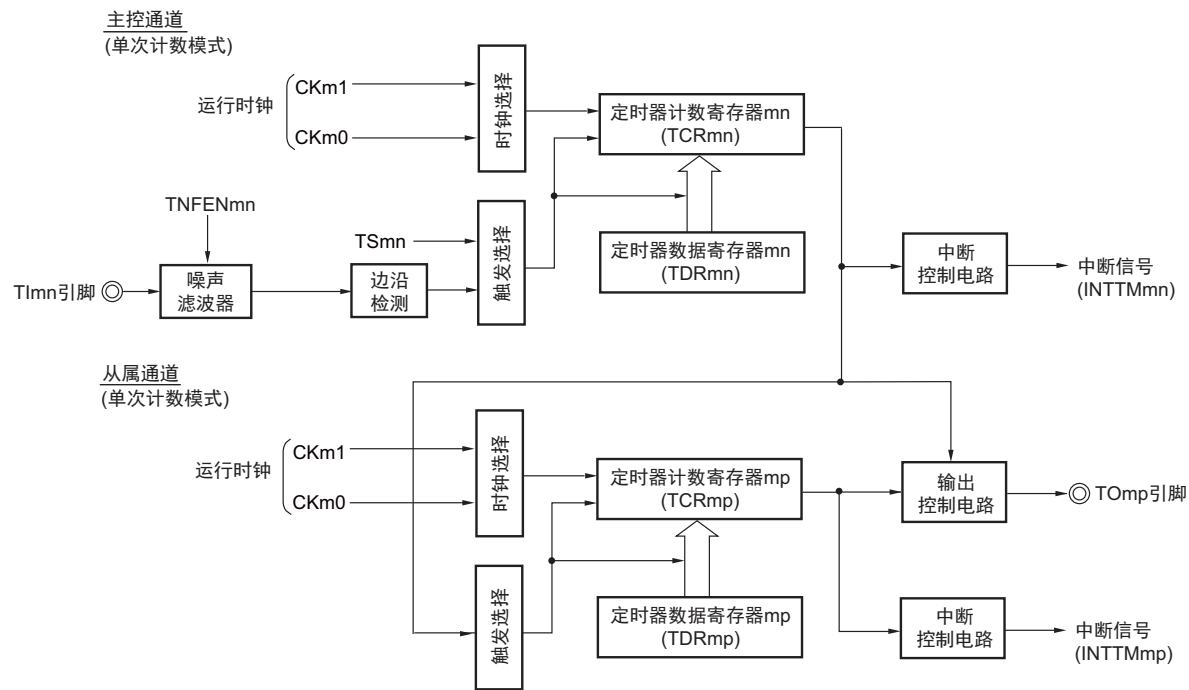 主控通道
(单次计数模式)
运行时钟
CKm1
CKm0
时钟选择
定时器计数寄存器mn
(TCRmn)
TNFENmn
TSmn
触发选择
定时器数据寄存器mn
(TDRmn)
中断
控制电路
中断信号
(INTTMmn)
TImn引脚
噪声
滤波器
边沿
检测
从属通道
(单次计数模式)
运行时钟
CKm1
CKm0
时钟选择
定时器计数寄存器mp
(TCRmp)
输出
控制电路
TOmp引脚
触发选择
定时器数据寄存器mp
(TDRmp)
中断
控制电路
中断信号
(INTTMmp)